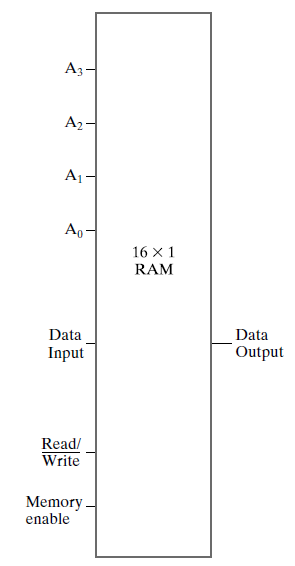 A3
A2
A1
A0
16 × 1
RAM
Data
Input
Data
Output
Read/
Write
Memory
enable